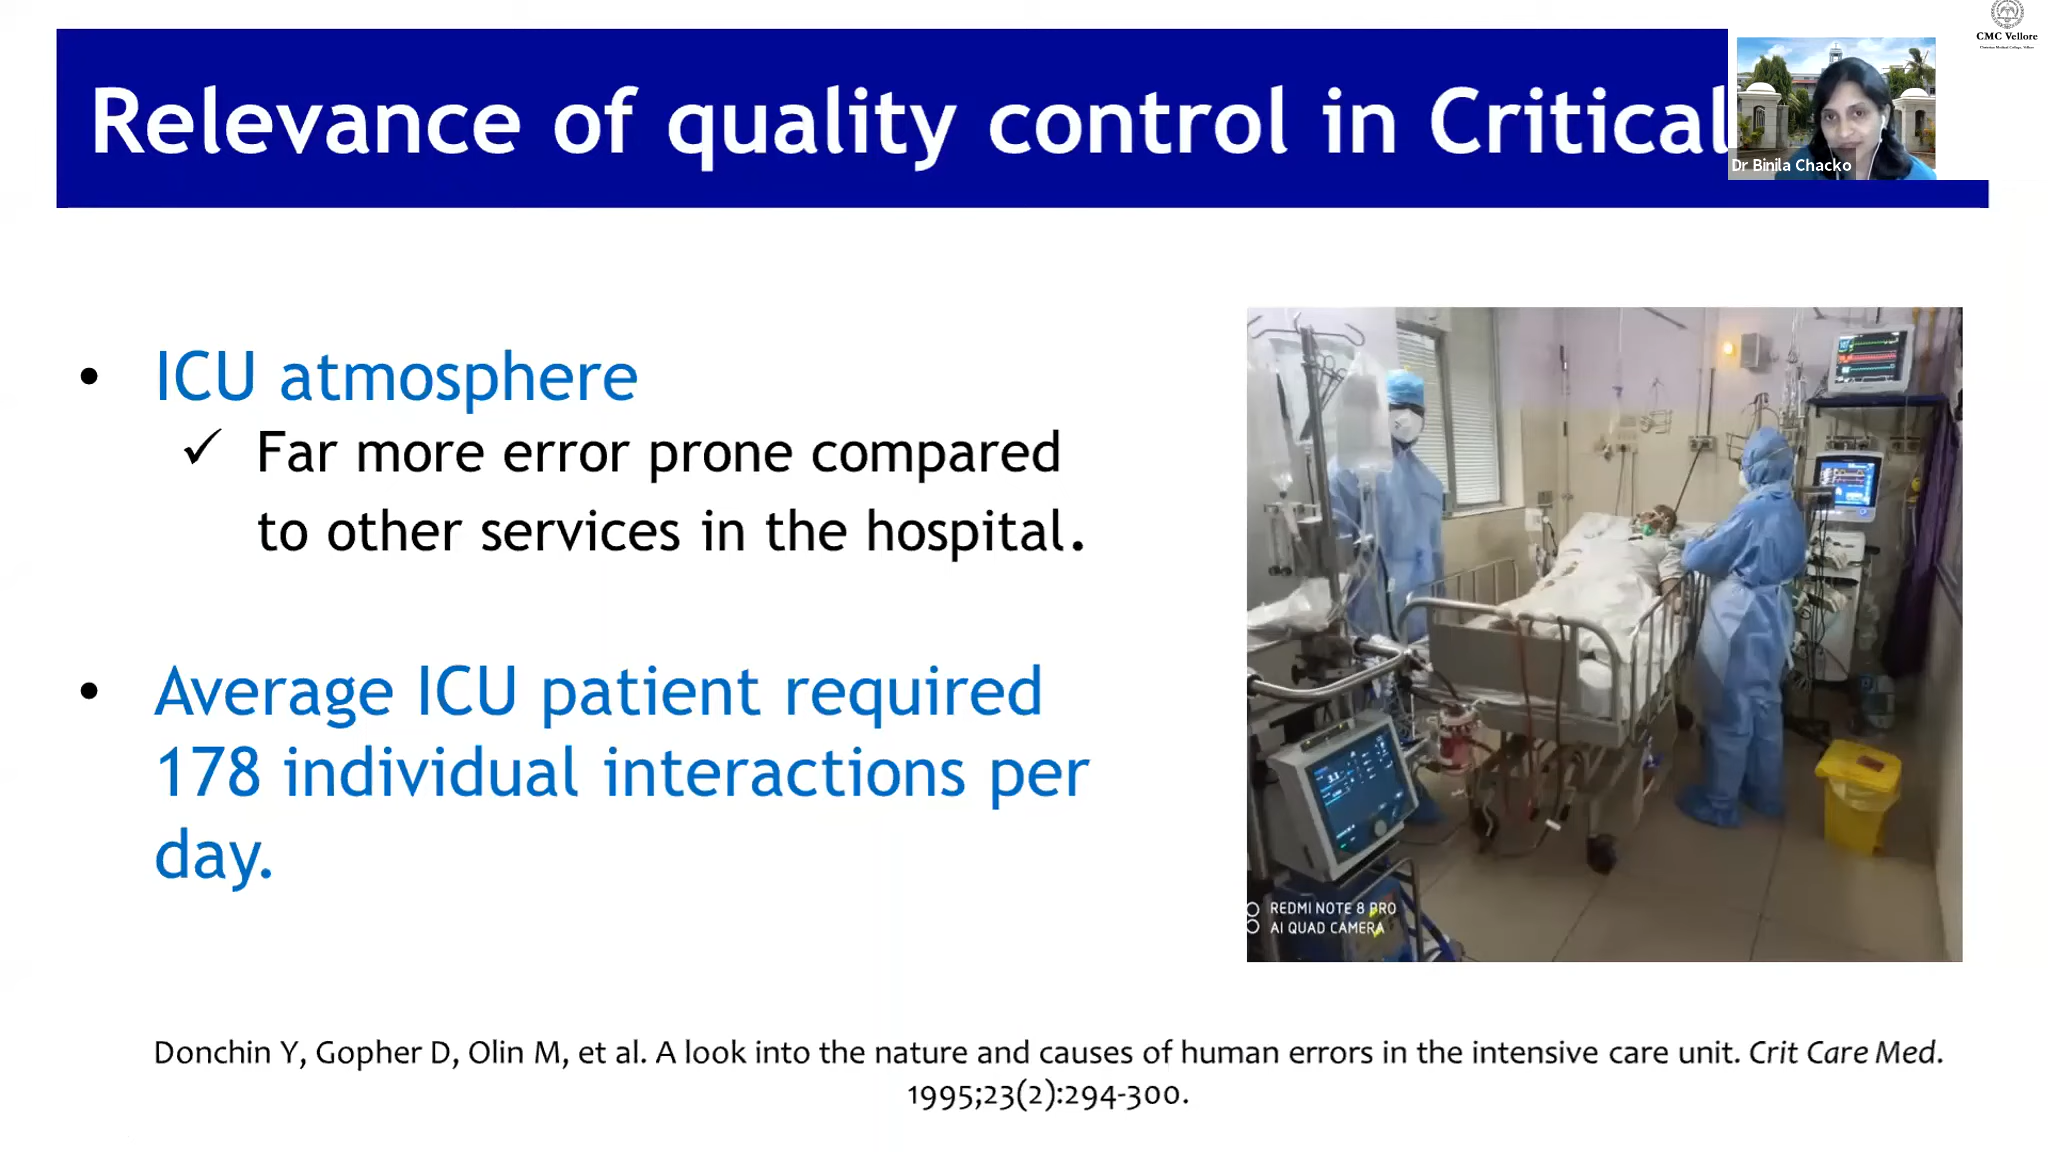 Relevance of quality control in Critical
CMC Vellore
Dr Binila Chacko
• ICU atmosphere
✓ Far more error prone compared
to other services in the hospital.
• Average ICU patient required
178 individual interactions per
day.
REDMI NOTE 8 PRO
AI QUAD CAMERA
Donchin Y, Gopher D, Olin M, et al. A look into the nature and causes of human errors in the intensive care unit. Crit Care Med.
1995;23(2):294-300.